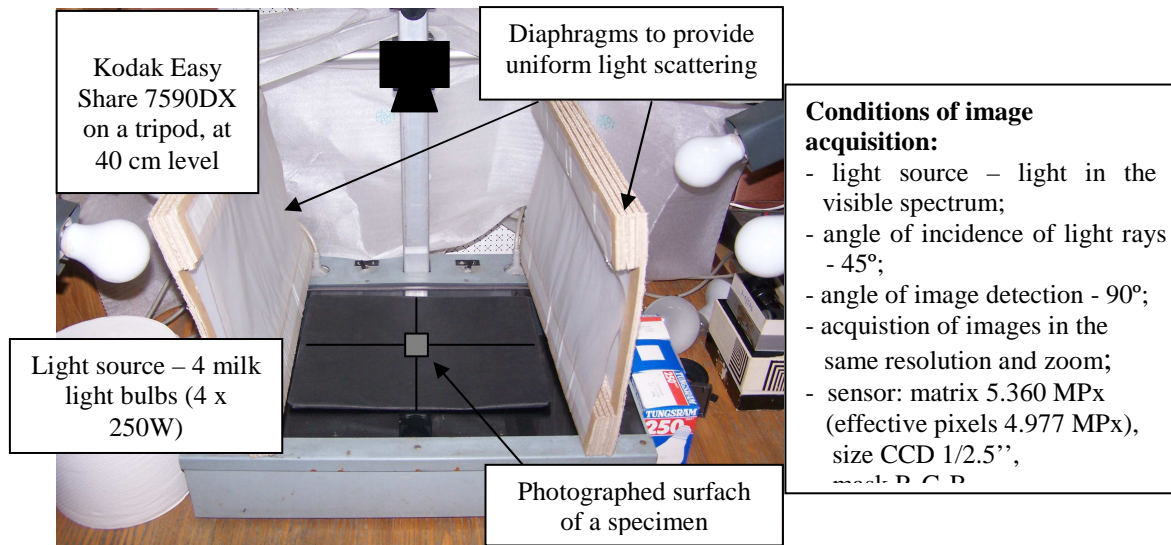 Kodak Easy
Share 7590DX
on a tripod, at
40 cm level
Diaphragms to provide
uniform light scattering
Conditions of image
acquisition:
- light source – light in the
visible spectrum;
- angle of incidence of light rays
- 45º;
- angle of image detection - 90º;
- acquistion of images in the
same resolution and zoom;
- sensor: matrix 5.360 MPx
(effective pixels 4.977 MPx),
size CCD 1/2.5’’,
Light source – 4 milk
light bulbs (4 x
250W)
Photographed surfach
of a specimen
TUNGSRAM
250